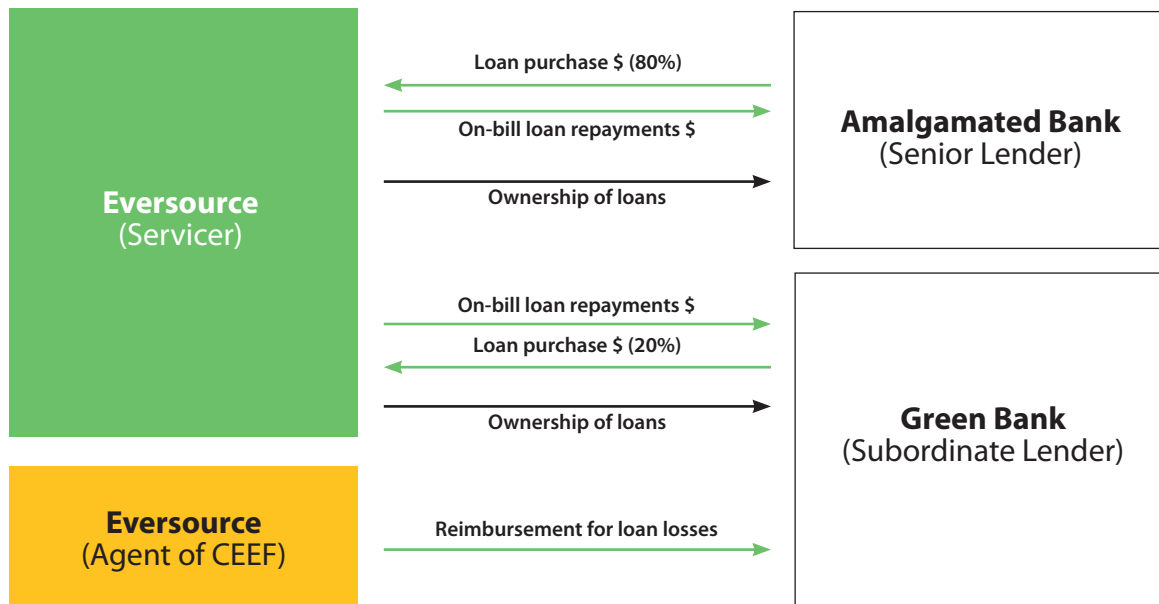 Eversource
(Servicer)
Loan purchase $ (80%)
On-bill loan repayments $
Ownership of loans
Amalgamated Bank
(Senior Lender)
On-bill loan repayments $
Loan purchase $ (20%)
Ownership of loans
Green Bank
(Subordinate Lender)
Eversource
(Agent of CEEF)
Reimbursement for loan losses